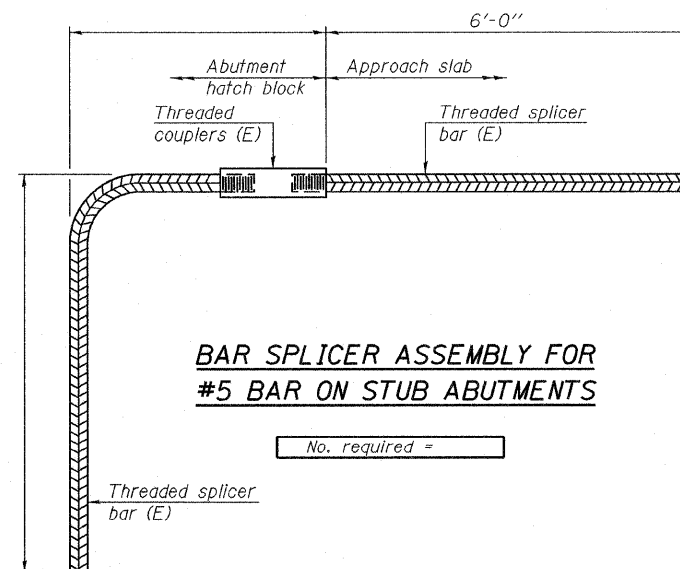 6'-0"
Abutment
hatch block
Approach slab
Threaded
couplers (E)
Threaded splicer
bar (E)
BAR SPLICER ASSEMBLY FOR
#5 BAR ON STUB ABUTMENTS
No. required =
Threaded splicer
bar (E)